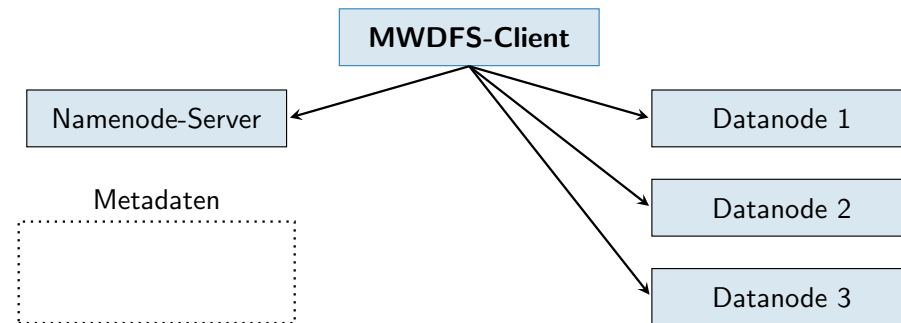 MWDFS-Client
Namenode-Server
Datanode 1
Metadaten
Datanode 2
Datanode 3